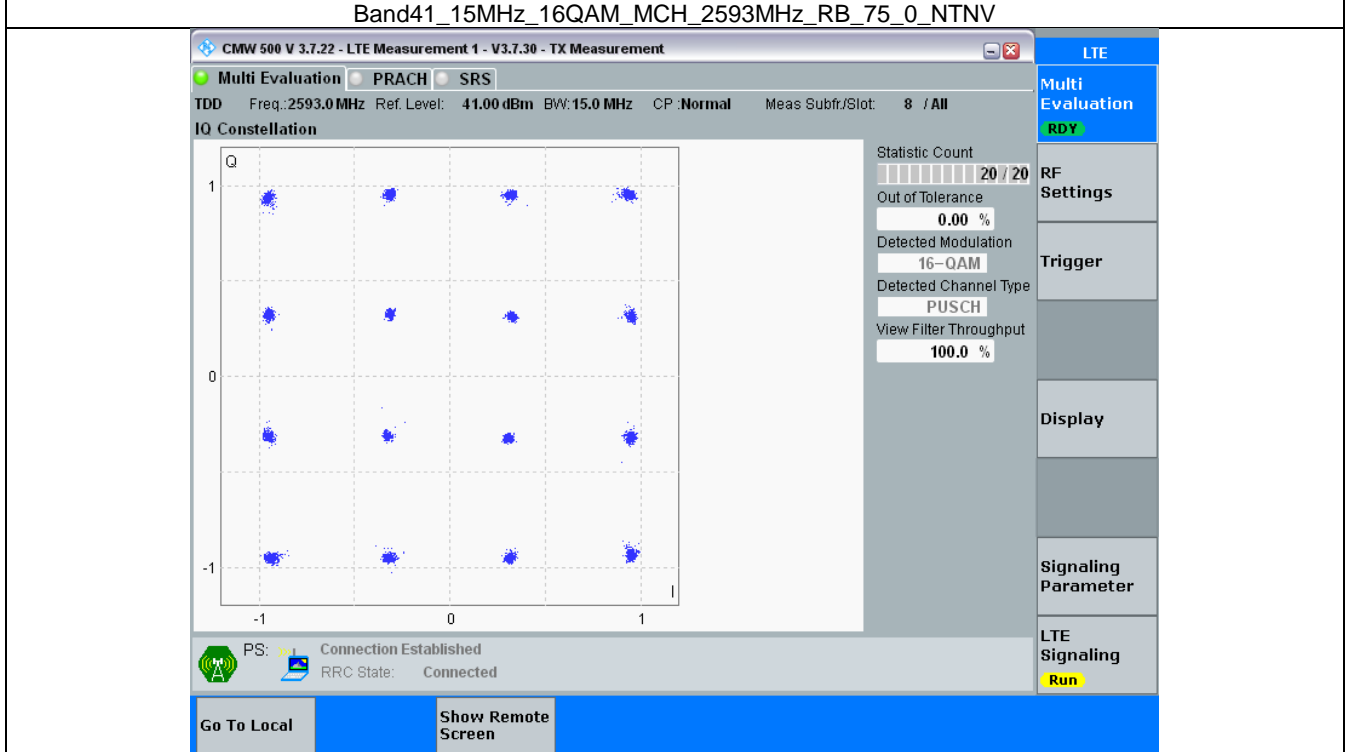 Band41_15MHz_16QAM_MCH_2593MHz_RB_75_0_NTNV
CMW 500 V 3.7.22 - LTE Measurement 1 - V3.7.30 - TX Measurement
LTE
Multi Evaluation PRACH SRS
Multi
Evaluation
RDY
TDD Freq.:2593.0 MHz Ref. Level: 41.00 dBm BW:15.0 MHz CP :Normal Meas Subfr./Slot: 8 / All
IQ Constellation
Q
1
0
-1
I
-1 0 1
Statistic Count
20 / 20
Out of Tolerance
0.00 %
Detected Modulation
16-QAM
Detected Channel Type
PUSCH
View Filter Throughput
100.0 %
RF
Settings
Trigger
Display
Signaling
Parameter
LTE
Signaling
Run
PS: Connection Established
RRC State: Connected
Go To Local
Show Remote
Screen